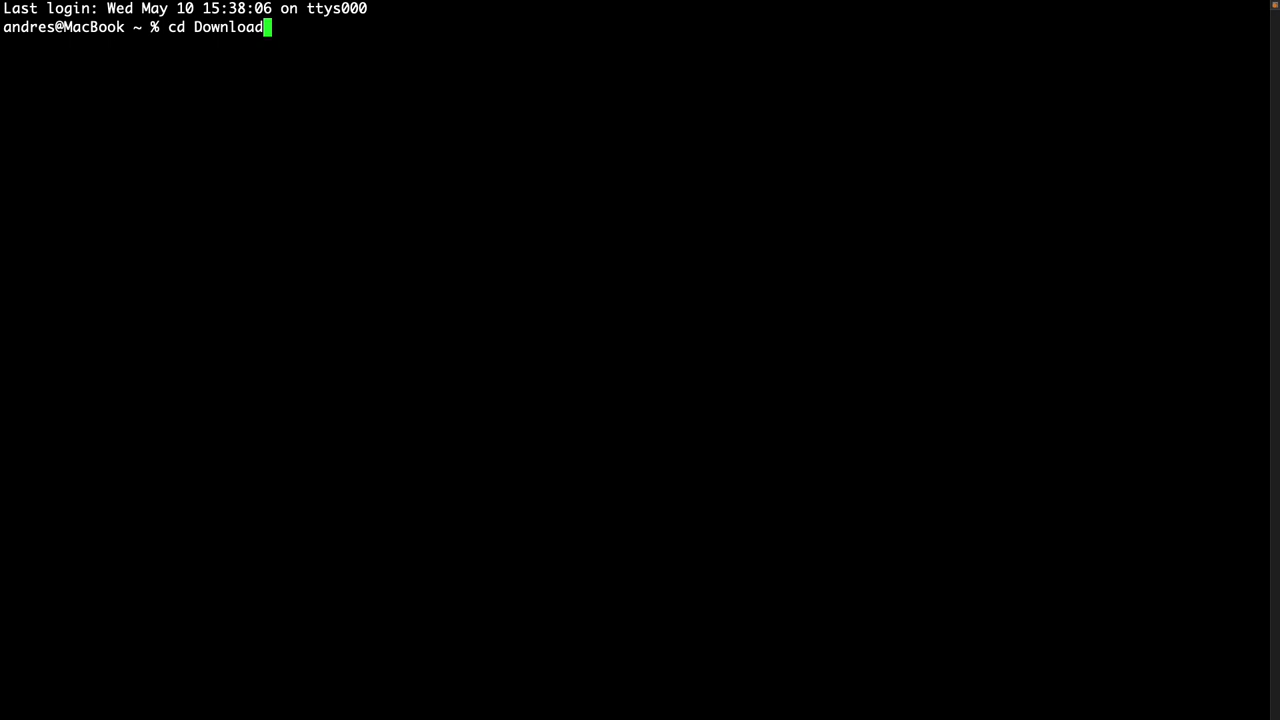 Last login: Wed May 10 15:38:06 on ttys000
andres@MacBook ~ % cd Download